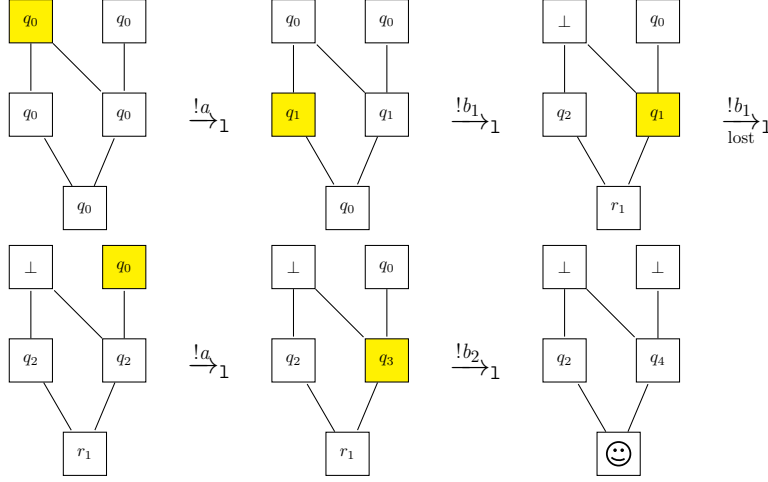 q₀ q₀ q₀ q₀ ⊥ q₀
q₀ q₀ !a →₁ q₁ q₁ !b₁ →₁ q₂ q₁ !b₁ →₁ lost
q₀ q₀ r₁
⊥ q₀ ⊥ q₀ ⊥ ⊥
q₂ q₂ !a →₁ q₂ q₃ !b₂ →₁ q₂ q₄
r₁ r₁